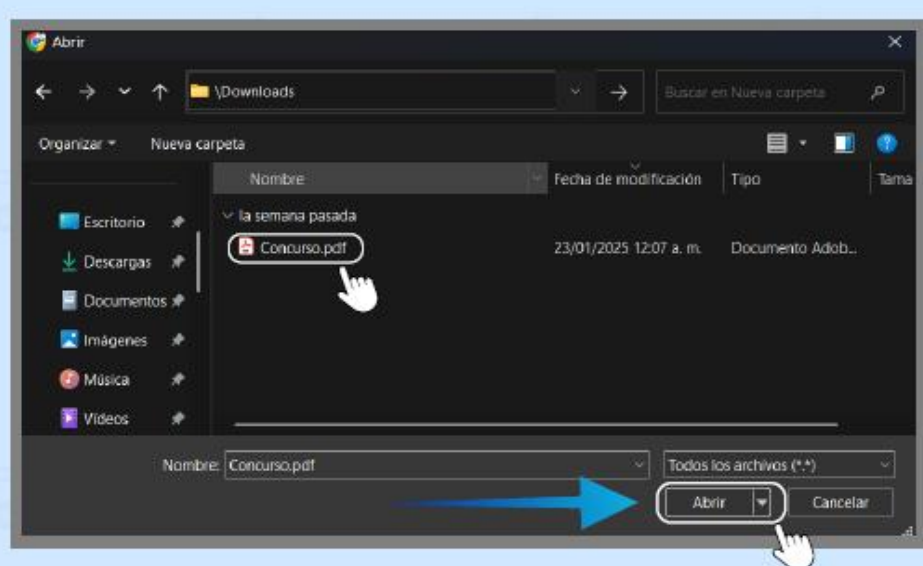 Abrir
\Downloads
Buscar en Nueva carpeta
Organizar
Nueva carpeta
Nombre
Fecha de modificación
Tipo
Tama
Escritorio
Descargas
Documentos
Imágenes
Música
Vídeos
la semana pasada
Concurso.pdf
23/01/2025 12:07 a. m.
Documento Adob...
Nombre: Concurso.pdf
Todos los archivos (*.*)
Abrir
Cancelar